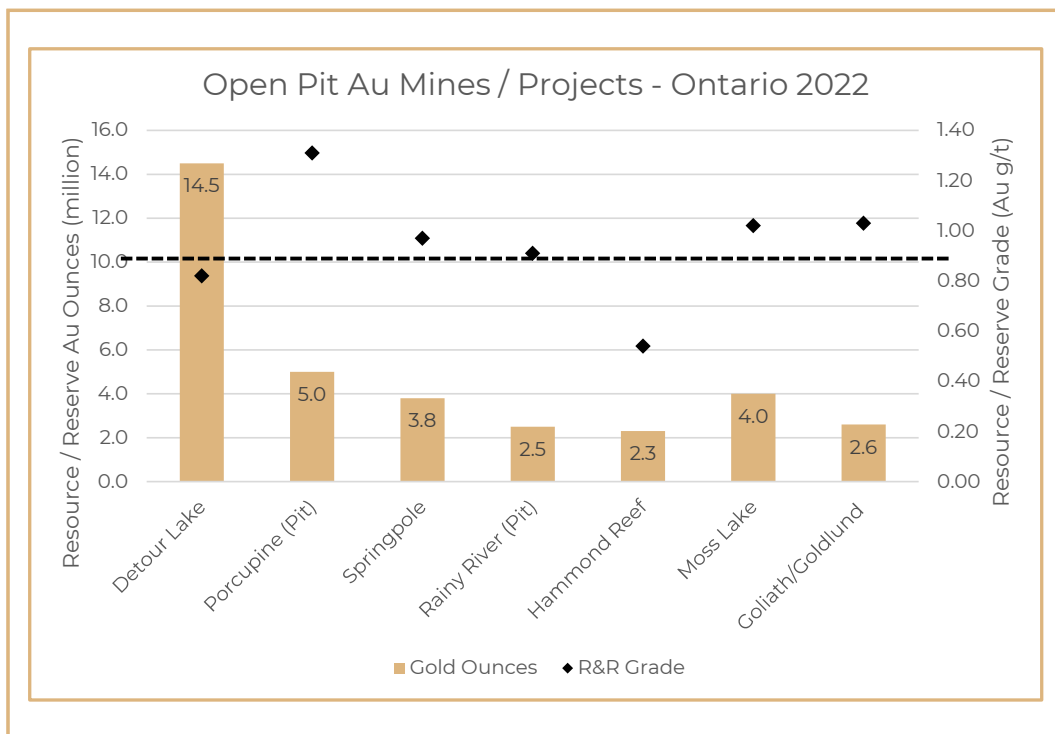 Open Pit Au Mines / Projects - Ontario 2022
Resource / Reserve Au Ounces (million)
16.0
14.0
12.0
10.0
8.0
6.0
4.0
2.0
0.0
14.5
5.0
3.8
2.5
2.3
4.0
2.6
1.40
1.20
1.00
0.80
0.60
0.40
0.20
0.00
Resource / Reserve Grade (Au g/t)
Detour Lake
Porcupine (Pit)
Springpole
Rainy River (Pit)
Hammond Reef
Moss Lake
Goliath/Goldlund
Gold Ounces
R&R Grade